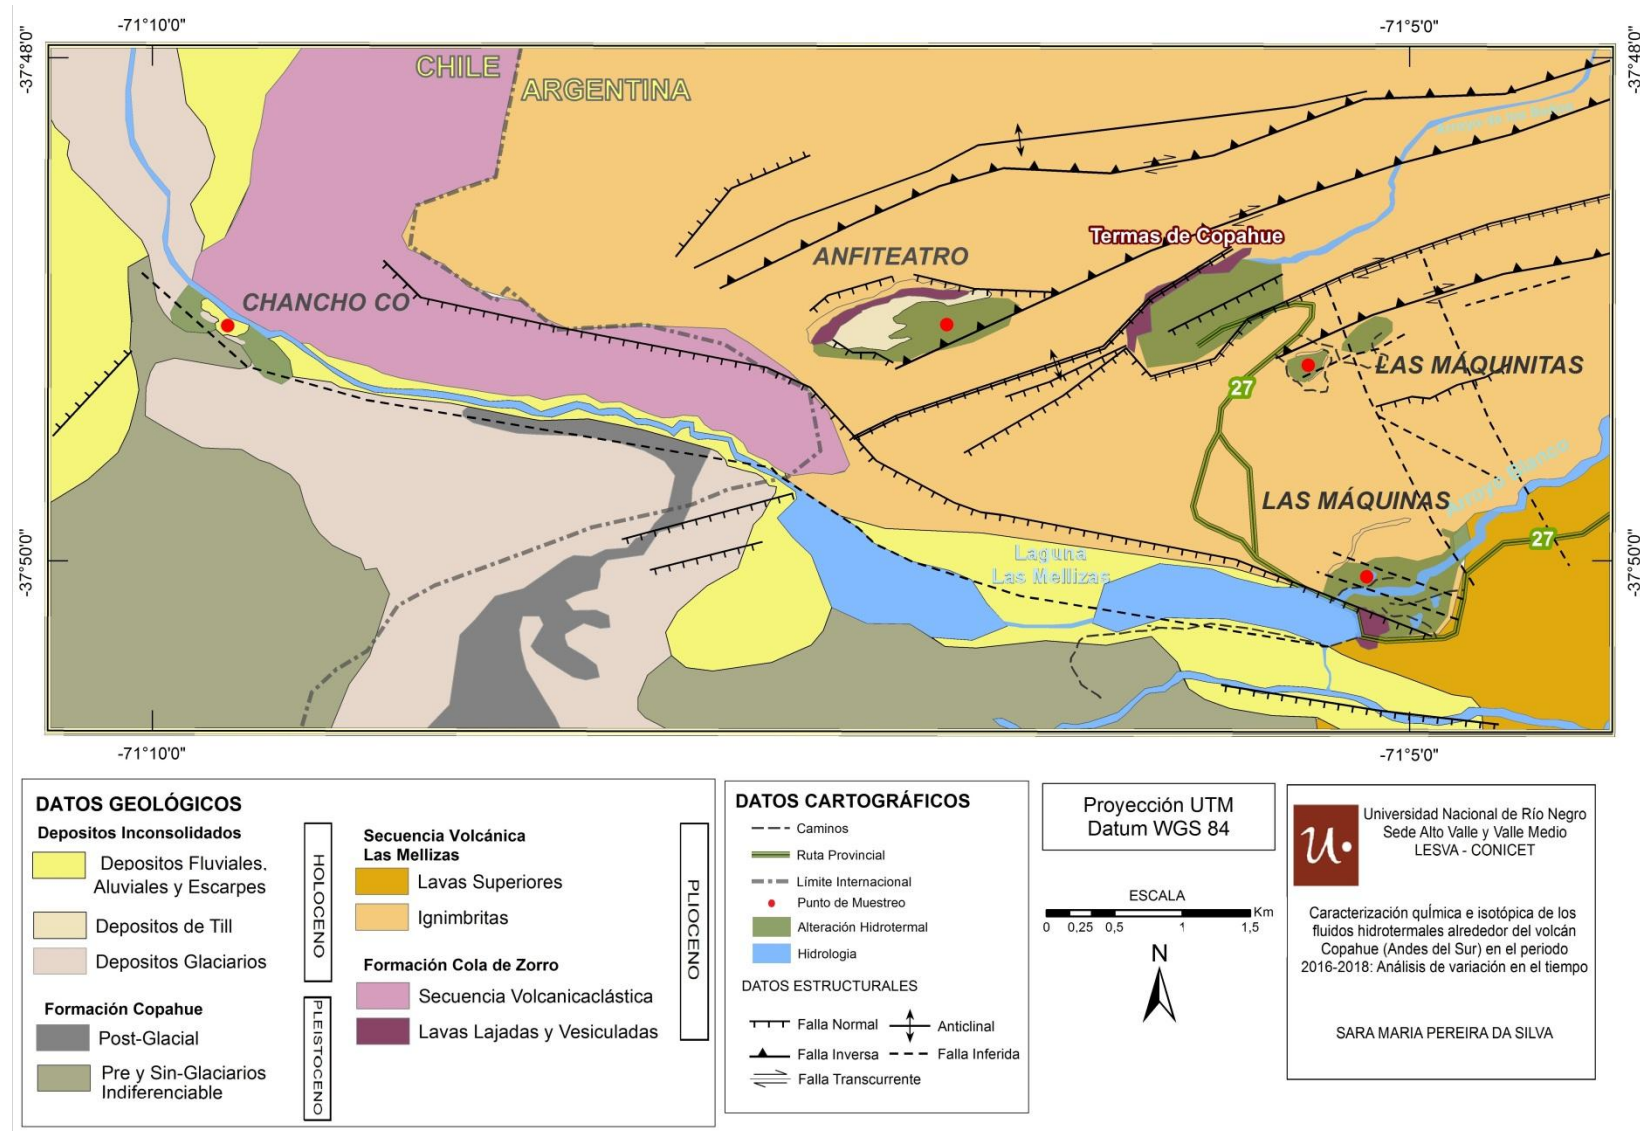 -71°10'0"
-71°5'0"
-37°48'0"
-37°48'0"
CHILE
ARGENTINA
Termas de Copahue
ANFITEATRO
CHANCHO CO
LAS MÁQUINITAS
27
LAS MÁQUINAS
Arroyo Blanco
27
-37°50'0"
-37°50'0"
Laguna
Las Mellizas
-71°10'0"
-71°5'0"
DATOS GEOLÓGICOS
Depositos Inconsolidados
Depositos Fluviales.
Aluviales y Escarpes
Depositos de Till
Depositos Glaciarios
HOLOCENO
Formación Copahue
Post-Glacial
Pre y Sin-Glaciarios
Indiferenciable
PLEISTOCENO
Secuencia Volcánica
Las Mellizas
Lavas Superiores
Ignimbritas
Formación Cola de Zorro
Secuencia Volcanicaclástica
Lavas Lajadas y Vesiculadas
PLIOCENO
DATOS CARTOGRÁFICOS
Caminos
Ruta Provincial
Límite Internacional
Punto de Muestreo
Alteración Hidrotermal
Hidrologia
DATOS ESTRUCTURALES
Falla Normal
Anticlinal
Falla Inversa
Falla Inferida
Falla Transcurrente
Proyección UTM
Datum WGS 84
ESCALA
Km
0 0,25 0,5 1 1,5
N
u.
Universidad Nacional de Río Negro
Sede Alto Valle y Valle Medio
LESVA - CONICET
Caracterización química e isotópica de los
fluidos hidrotermales alrededor del volcán
Copahue (Andes del Sur) en el periodo
2016-2018: Análisis de variación en el tiempo
SARA MARIA PEREIRA DA SILVA